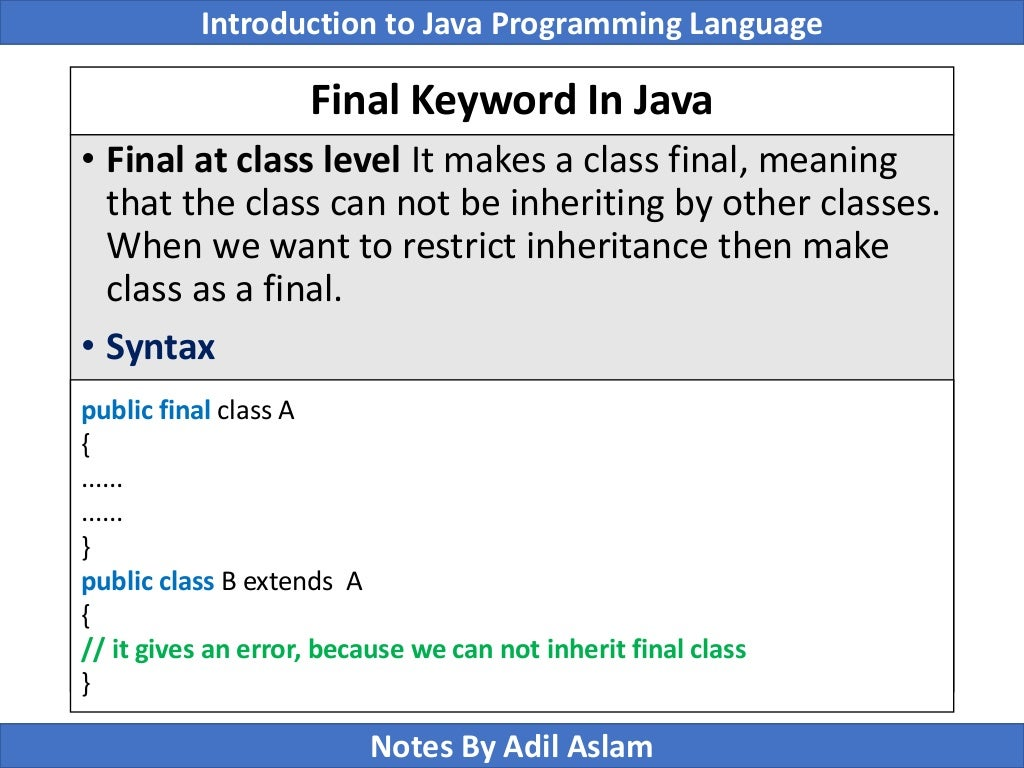 Introduction to Java Programming Language
Final Keyword In Java
• Final at class level It makes a class final, meaning
that the class can not be inheriting by other classes.
When we want to restrict inheritance then make
class as a final.
• Syntax
public final class A
{
......
......
}
public class B extends  A
{
// it gives an error, because we can not inherit final class
}
Notes By Adil Aslam